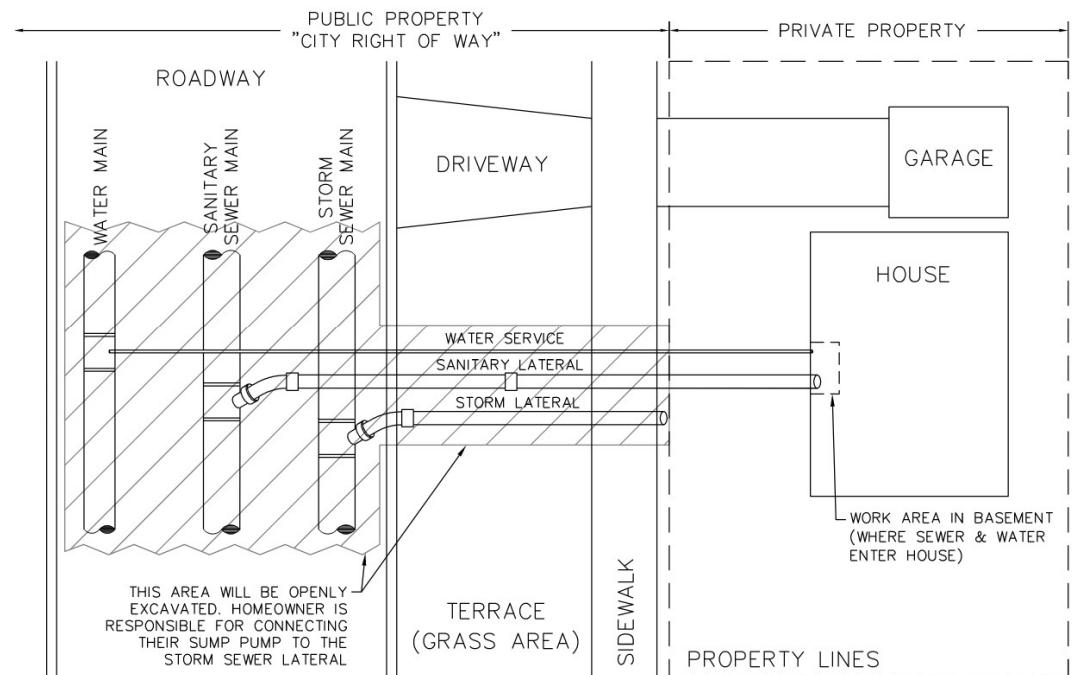 PUBLIC PROPERTY
"CITY RIGHT OF WAY"
PRIVATE PROPERTY
ROADWAY
WATER MAIN
SANITARY
SEWER MAIN
STORM
SEWER MAIN
DRIVEWAY
GARAGE
HOUSE
WATER SERVICE
SANITARY LATERAL
STORM LATERAL
WORK AREA IN BASEMENT
(WHERE SEWER & WATER
ENTER HOUSE)
THIS AREA WILL BE OPENLY
EXCAVATED. HOMEOWNER IS
RESPONSIBLE FOR CONNECTING
THEIR SUMP PUMP TO THE
STORM SEWER LATERAL
TERRACE
(GRASS AREA)
SIDEWALK
PROPERTY LINES